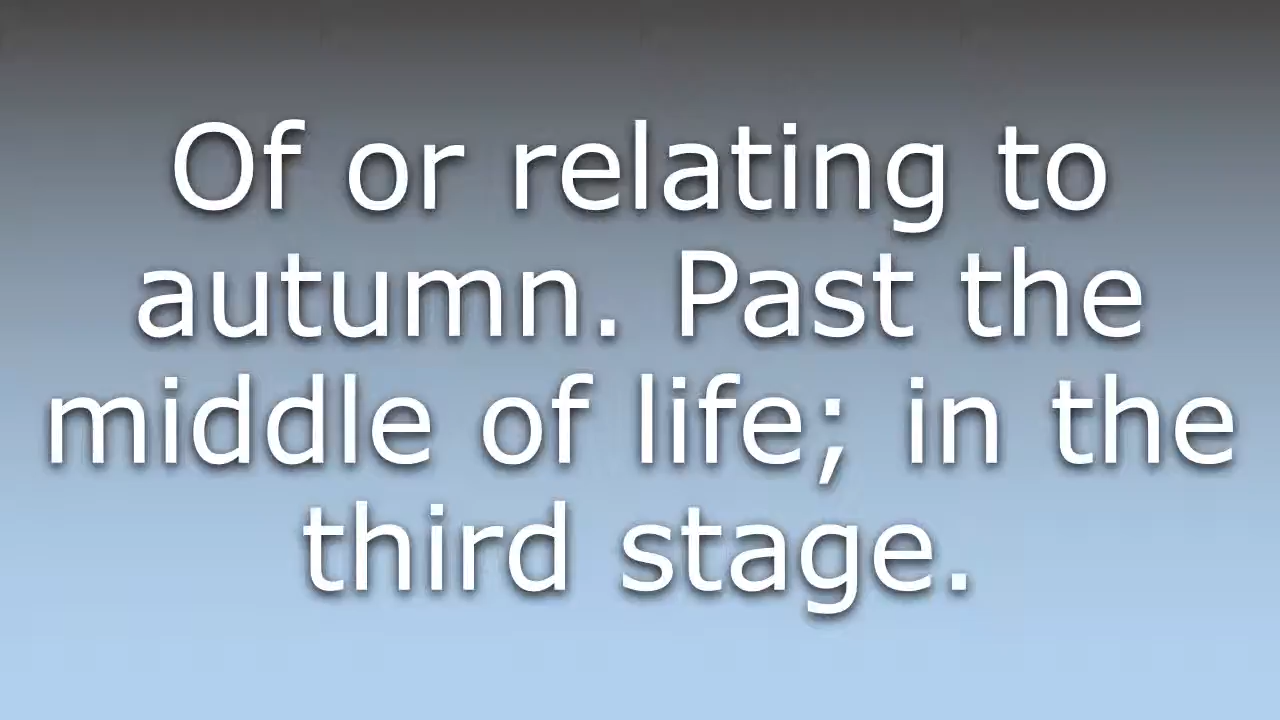 Of or relating to
autumn. Past the
middle of life; in the
third stage.